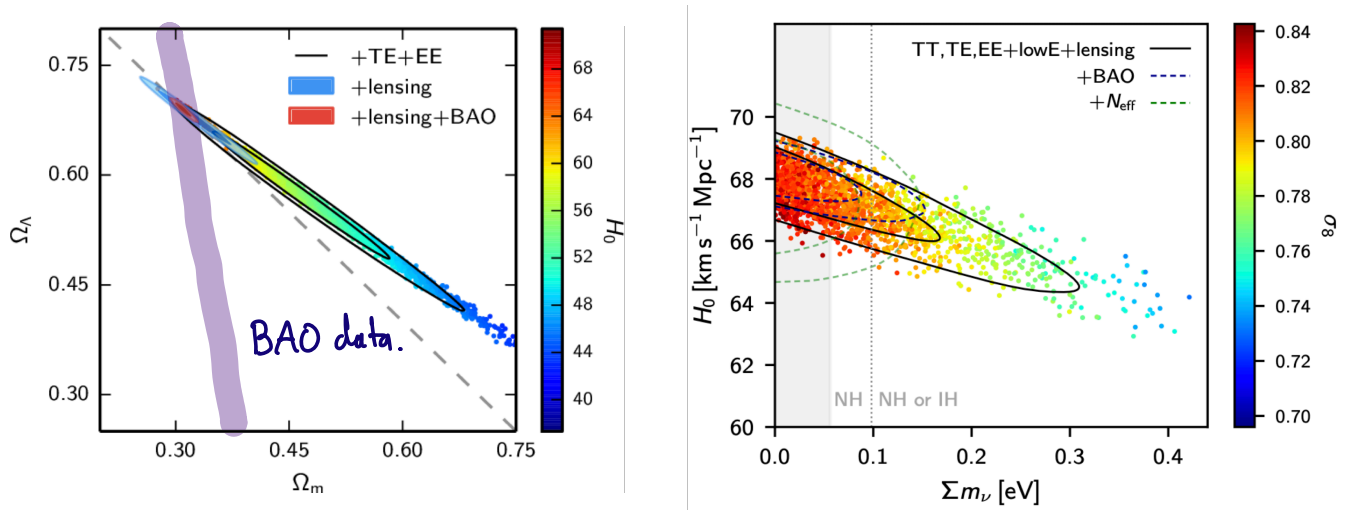 +TE+EE
+lensing
+lensing+BAO
BAO data.
0.75
0.60
0.45
0.30
Ω_Λ
0.30 0.45 0.60 0.75
Ω_m
68
64
60
56
52
48
44
40
H_0
TT,TE,EE+lowE+lensing
+BAO
+N_eff
NH NH or IH
70
68
66
64
62
60
H_0 [km s^−1 Mpc^−1]
0.0 0.1 0.2 0.3 0.4
Σm_ν [eV]
0.84
0.82
0.80
0.78
0.76
0.74
0.72
0.70
σ_8